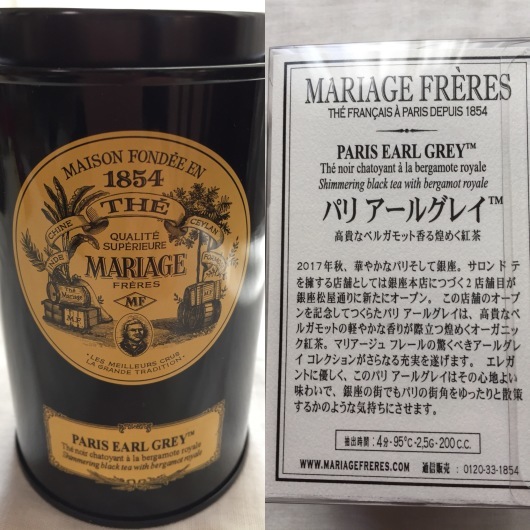 MAISON FONDÉE EN
1854
THÉ
CHINE
CEYLAN
INDE
QUALITÉ
SUPÉRIEURE
MARIAGE
FRÈRES
MF
Thé
Mariage
M.F.
"LES MEILLEURS CRUS
LA GRANDE TRADITION"
PARIS EARL GREY™
Thé noir chatoyant à la bergamote royale
Shimmering black tea with bergamot royale
MARIAGE FRÈRES
THÉ FRANÇAIS À PARIS DEPUIS 1854
PARIS EARL GREY™
Thé noir chatoyant à la bergamote royale
Shimmering black tea with bergamot royale
パリ アールグレイ™
高貴なベルガモット香る煌めく紅茶
2017年秋、華やかなパリそして銀座。サロン ド テ
を擁する店舗としては銀座本店につづく2店舗目が
銀座松屋通りに新たにオープン。この店舗のオープ
ンを記念してつくらたパリ アールグレイは、高貴なベ
ルガモットの軽やかな香りが際立つ煌めくオーガニッ
ク紅茶。マリアージュ フレールの驚くべきアールグレ
イ コレクションがさらなる充実を遂げます。 エレガ
ントに優しく、このパリ アールグレイはその心地よい
味わいで、銀座の街でもパリの街角をゆったりと散策
するかのような気持ちにさせます。
抽出時間：4分-95°C-2,5G-200c.c.
WWW.MARIAGEFRERES.COM 通信販売：0120-33-1854